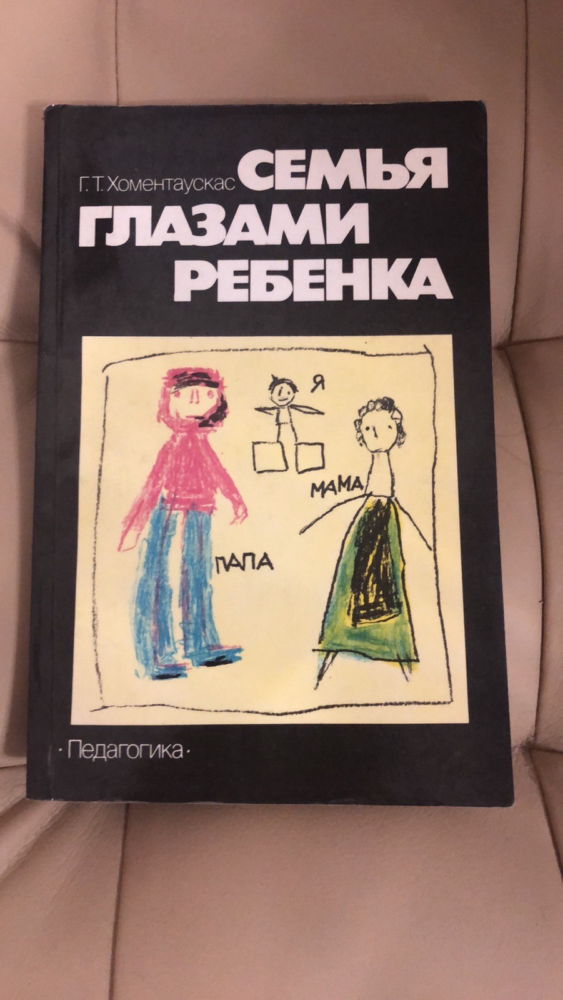 Г. Т. Хоментаускас СЕМЬЯ
ГЛАЗАМИ
РЕБЕНКА
Я
МАМА
ПАПА
·Педагогика·